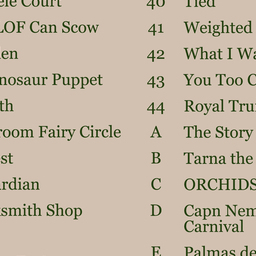 ele Court
40 Tied
LOF Can Scow
41 Weighted
en
42 What I Wa
nosaur Puppet
43 You Too C
th
44 Royal Tru
room Fairy Circle
A The Story
st
B Tarna the
rdian
C ORCHIDS
smith Shop
D Capn Nem
Carnival
E Palmas de